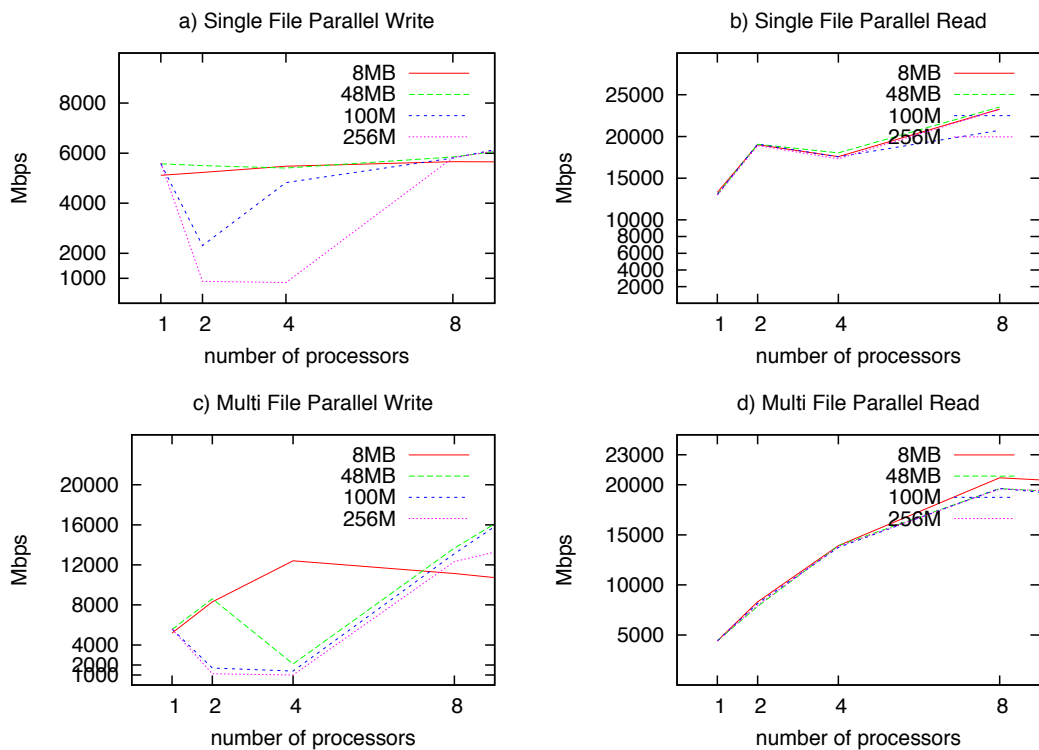 a) Single File Parallel Write
8MB
48MB
100M
256M
8000
6000
4000
2000
1000
Mbps
1 2 4 8
number of processors
b) Single File Parallel Read
8MB
48MB
100M
256M
25000
20000
15000
10000
8000
6000
4000
2000
Mbps
1 2 4 8
number of processors
c) Multi File Parallel Write
8MB
48MB
100M
256M
20000
16000
12000
8000
4000
2000
1000
Mbps
1 2 4 8
number of processors
d) Multi File Parallel Read
8MB
48MB
100M
256M
23000
20000
15000
10000
5000
Mbps
1 2 4 8
number of processors